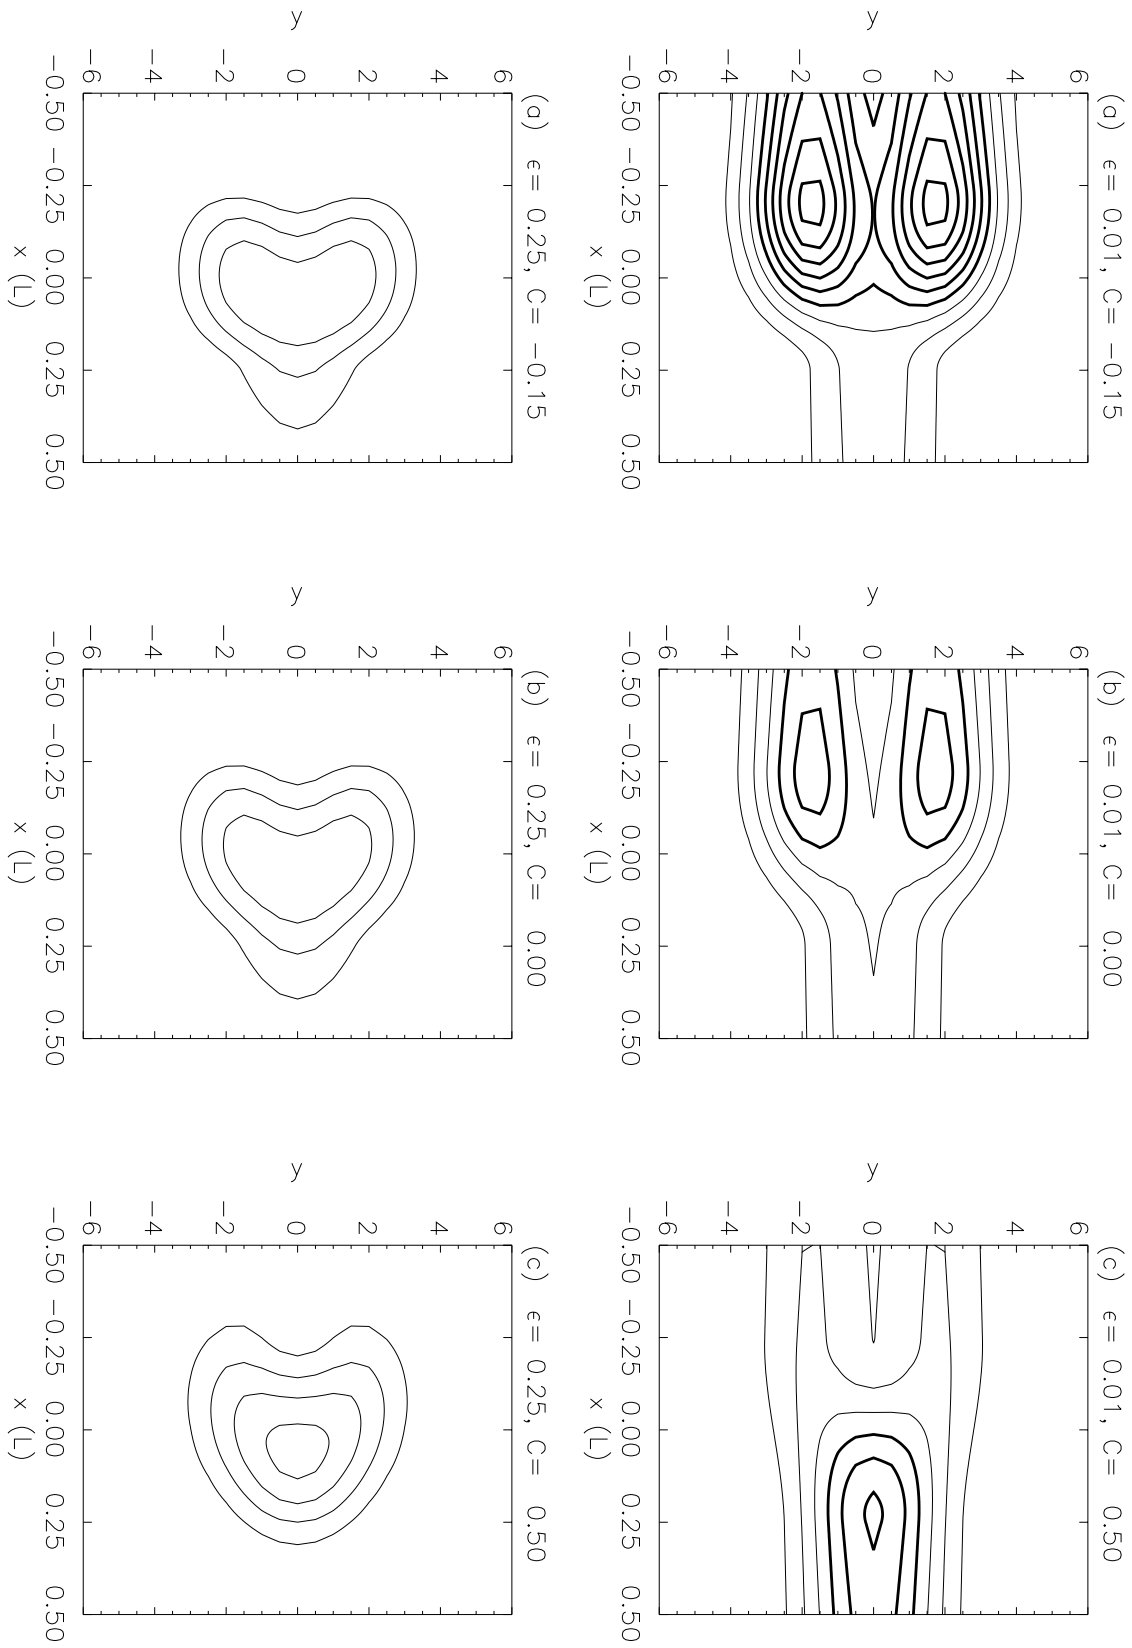 (a) ϵ= 0.01, C= −0.15
(b) ϵ= 0.01, C= 0.00
(c) ϵ= 0.01, C= 0.50
6 6 6
4 4 4
2 2 2
y 0 y 0 y 0
−2 −2 −2
−4 −4 −4
−6 −6 −6
−0.50 −0.25 0.00 0.25 0.50
−0.50 −0.25 0.00 0.25 0.50
−0.50 −0.25 0.00 0.25 0.50
x (L) x (L) x (L)
(a) ϵ= 0.25, C= −0.15
(b) ϵ= 0.25, C= 0.00
(c) ϵ= 0.25, C= 0.50
6 6 6
4 4 4
2 2 2
y 0 y 0 y 0
−2 −2 −2
−4 −4 −4
−6 −6 −6
−0.50 −0.25 0.00 0.25 0.50
−0.50 −0.25 0.00 0.25 0.50
−0.50 −0.25 0.00 0.25 0.50
x (L) x (L) x (L)